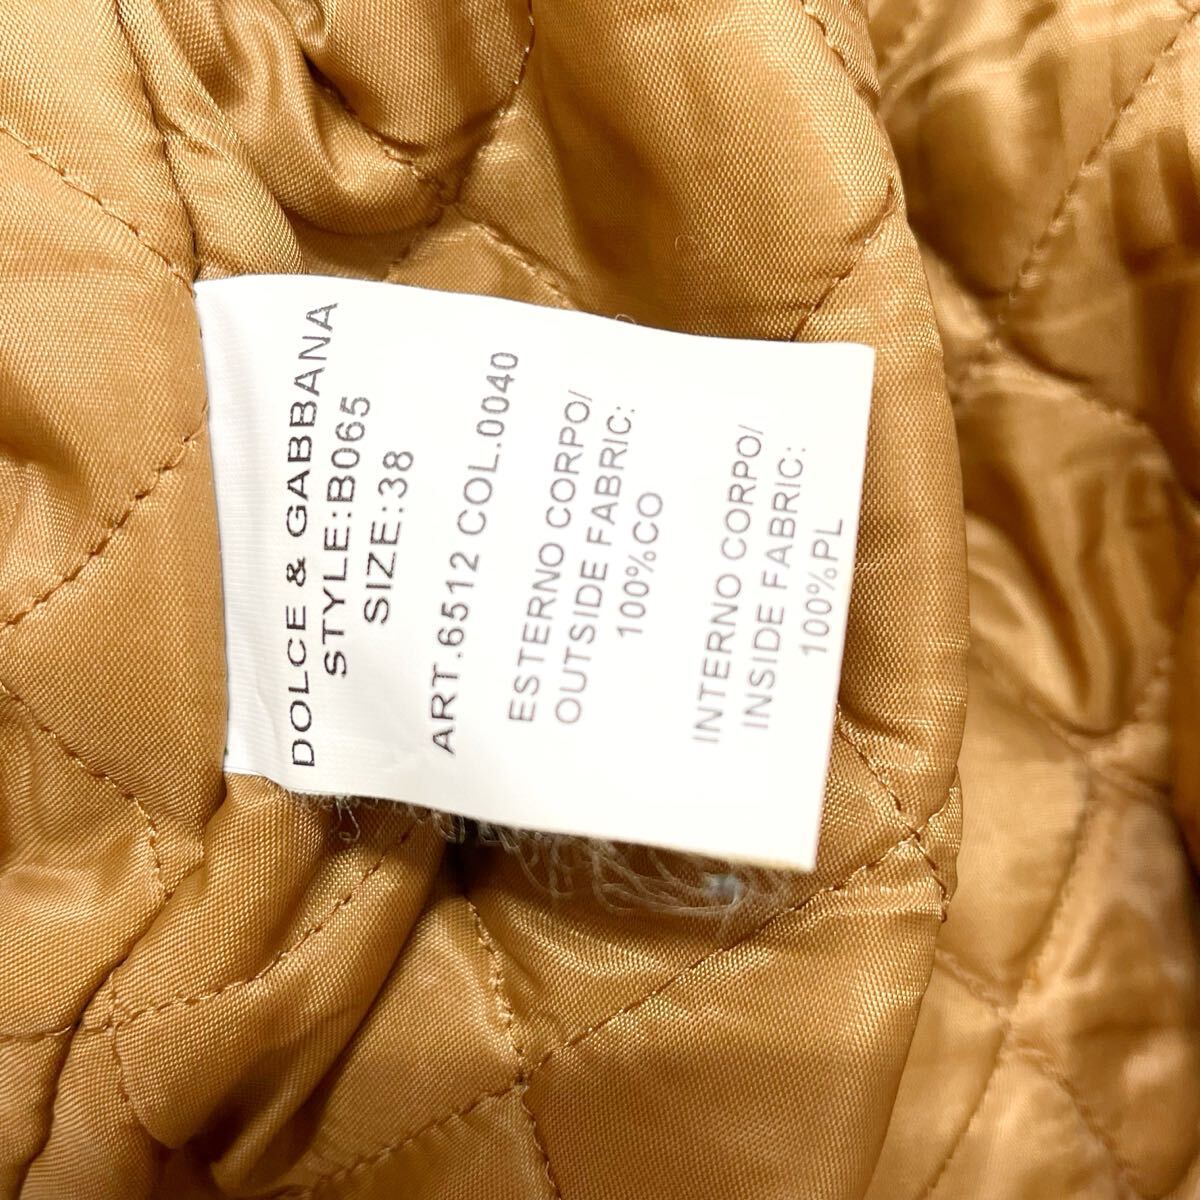 DOLCE & GABBANA
STYLE:B065
SIZE:38
ART.6512 COL.0040
ESTERNO CORPO/
OUTSIDE FABRIC:
100%CO
INTERNO CORPO/
INSIDE FABRIC:
100%PL